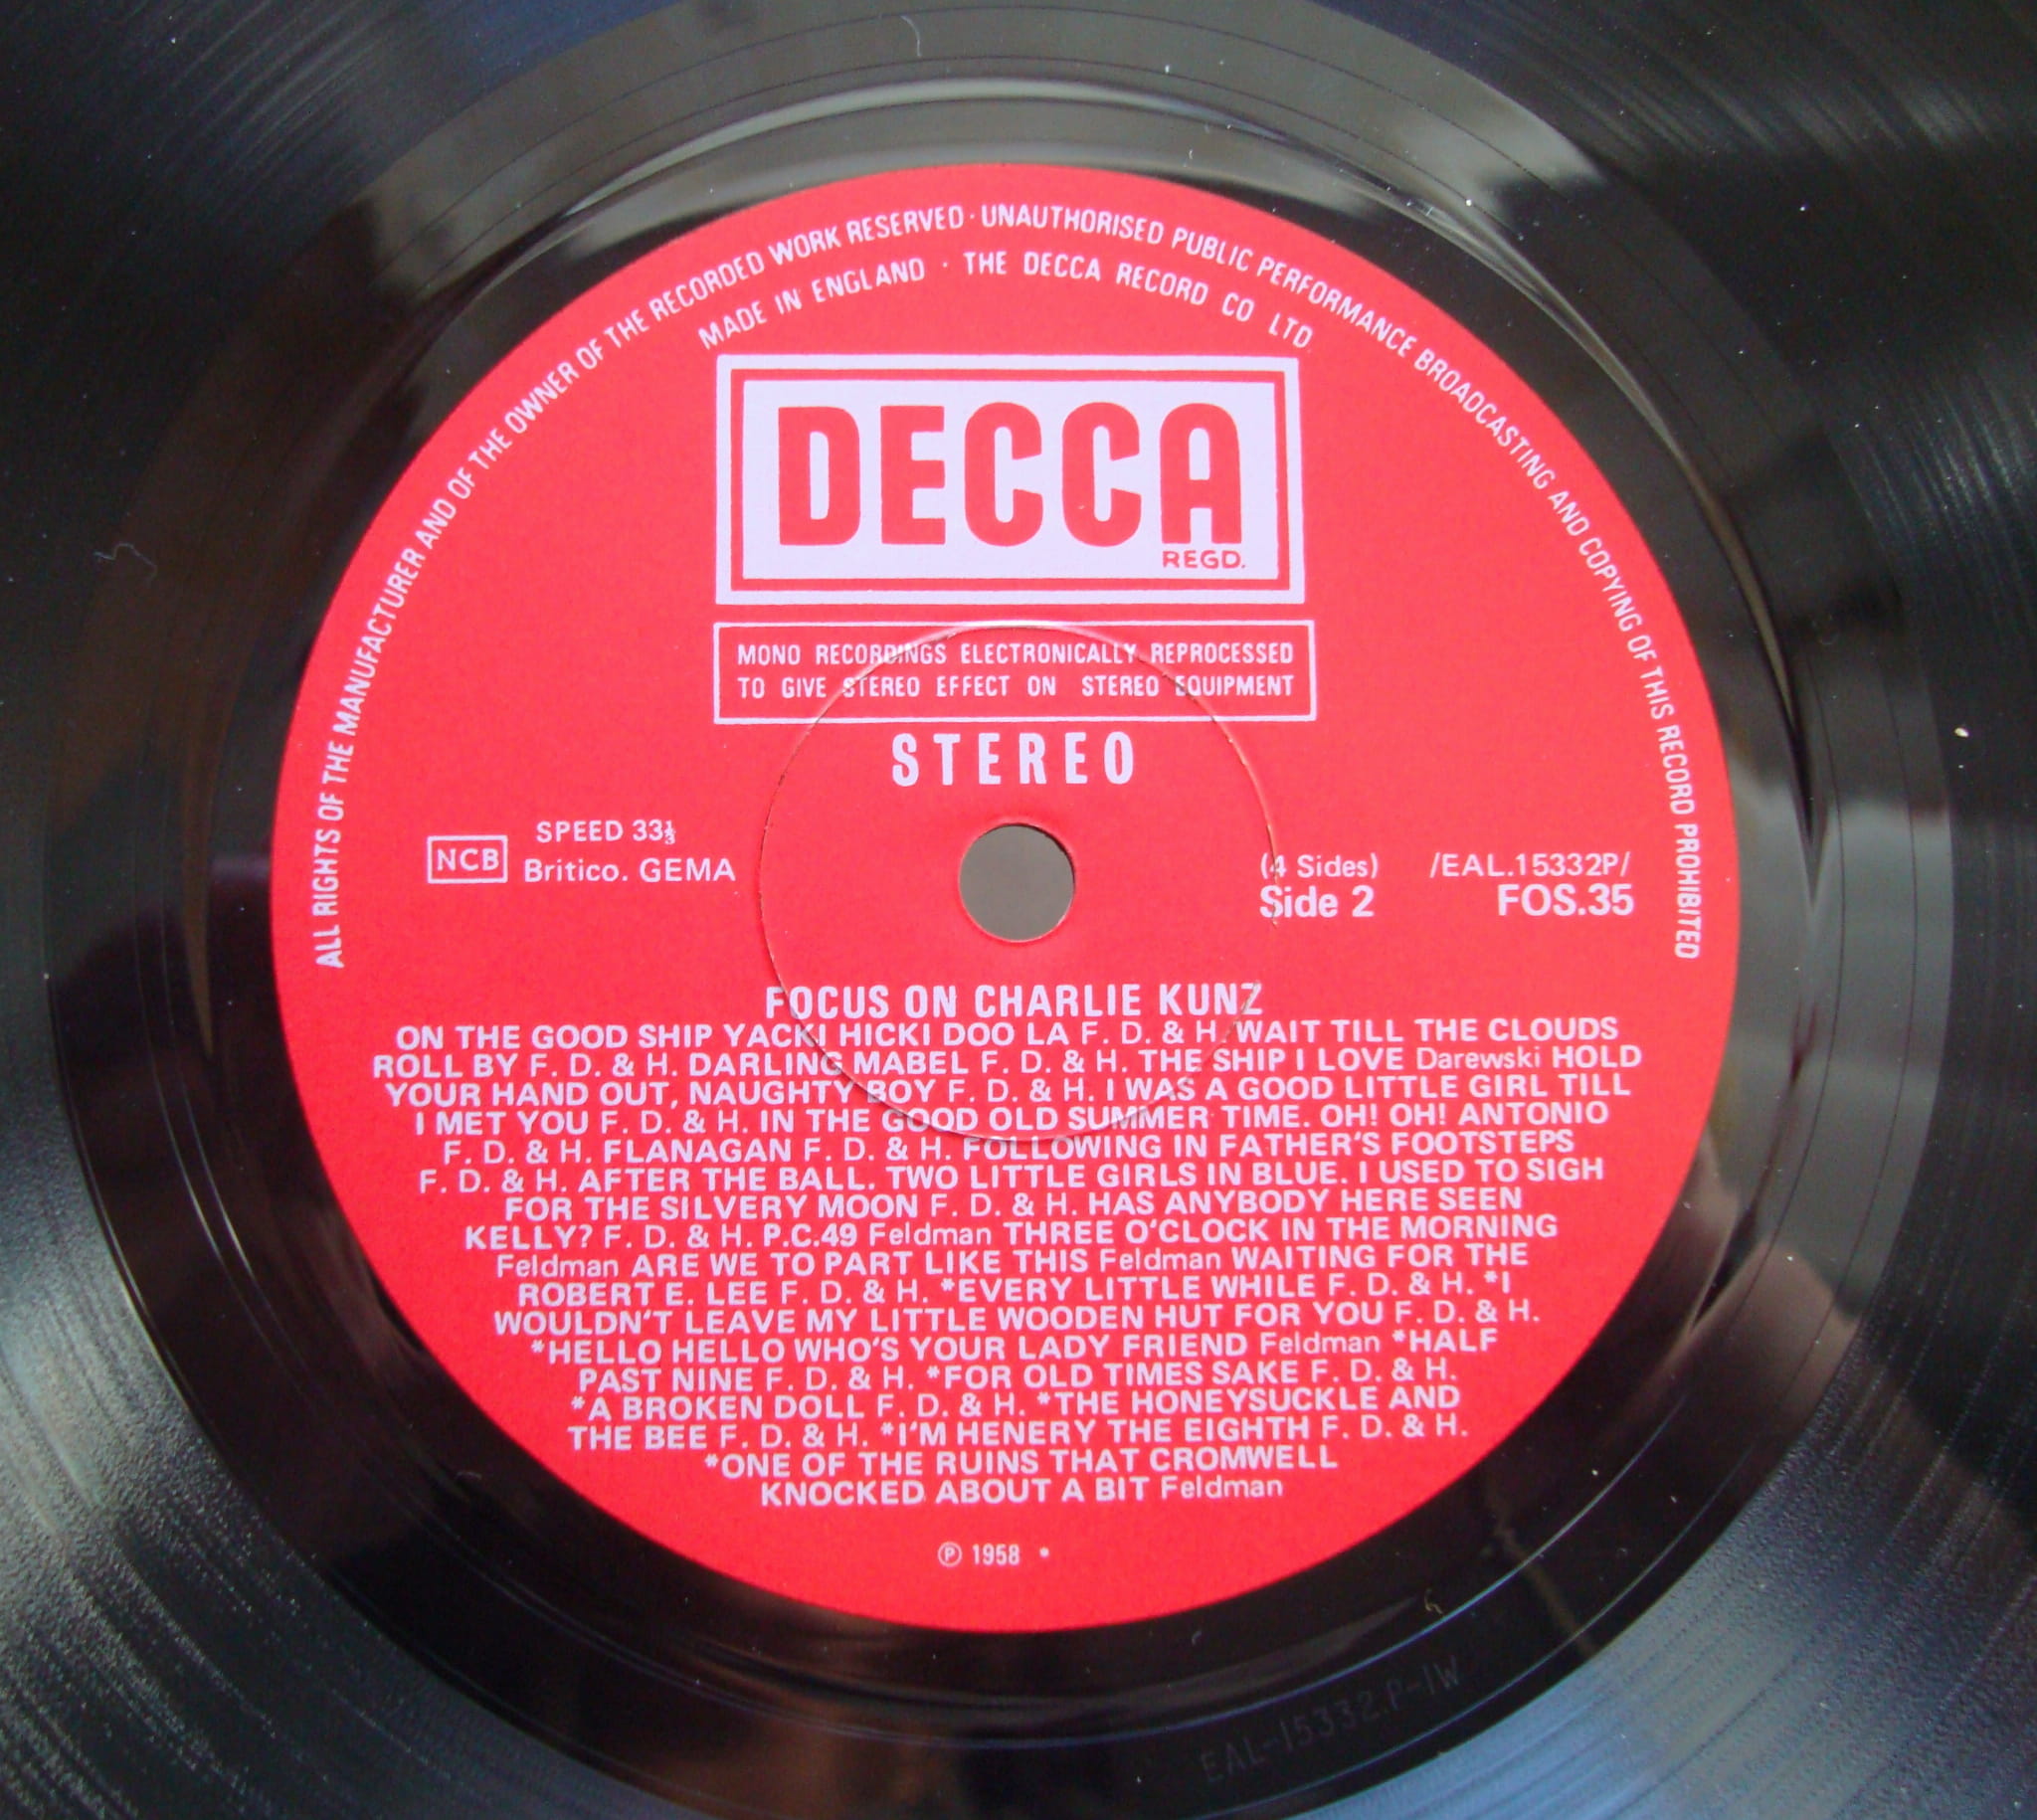 ALL RIGHTS OF THE MANUFACTURER AND OF THE OWNER OF THE RECORDED WORK RESERVED · UNAUTHORISED PUBLIC PERFORMANCE BROADCASTING AND COPYING OF THIS RECORD PROHIBITED
MADE IN ENGLAND · THE DECCA RECORD CO LTD
DECCA
REGD.
MONO RECORDINGS ELECTRONICALLY REPROCESSED
TO GIVE STEREO EFFECT ON STEREO EQUIPMENT
STEREO
NCB
SPEED 33⅓
Britico. GEMA
(4 Sides) /EAL.15332P/
Side 2 FOS.35
FOCUS ON CHARLIE KUNZ
ON THE GOOD SHIP YACKI HICKI DOO LA F. D. & H. WAIT TILL THE CLOUDS
ROLL BY F. D. & H. DARLING MABEL F. D. & H. THE SHIP I LOVE Darewski HOLD
YOUR HAND OUT, NAUGHTY BOY F. D. & H. I WAS A GOOD LITTLE GIRL TILL
I MET YOU F. D. & H. IN THE GOOD OLD SUMMER TIME. OH! OH! ANTONIO
F. D. & H. FLANAGAN F. D. & H. FOLLOWING IN FATHER'S FOOTSTEPS
F. D. & H. AFTER THE BALL. TWO LITTLE GIRLS IN BLUE. I USED TO SIGH
FOR THE SILVERY MOON F. D. & H. HAS ANYBODY HERE SEEN
KELLY? F. D. & H. P.C.49 Feldman THREE O'CLOCK IN THE MORNING
Feldman ARE WE TO PART LIKE THIS Feldman WAITING FOR THE
ROBERT E. LEE F. D. & H. *EVERY LITTLE WHILE F. D. & H. *I
WOULDN'T LEAVE MY LITTLE WOODEN HUT FOR YOU F. D. & H.
*HELLO HELLO WHO'S YOUR LADY FRIEND Feldman *HALF
PAST NINE F. D. & H. *FOR OLD TIMES SAKE F. D. & H.
*A BROKEN DOLL F. D. & H. *THE HONEYSUCKLE AND
THE BEE F. D. & H. *I'M HENERY THE EIGHTH F. D. & H.
*ONE OF THE RUINS THAT CROMWELL
KNOCKED ABOUT A BIT Feldman
℗ 1958 •
EAL-15332.P-1W